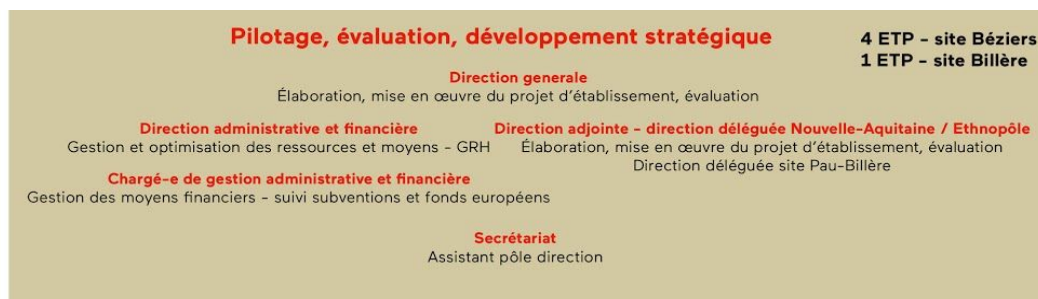 Pilotage, évaluation, développement stratégique
4 ETP - site Béziers
1 ETP - site Billère
Direction generale
Élaboration, mise en œuvre du projet d'établissement, évaluation
Direction administrative et financière
Gestion et optimisation des ressources et moyens - GRH
Direction adjointe - direction déléguée Nouvelle-Aquitaine / Ethnopôle
Élaboration, mise en œuvre du projet d'établissement, évaluation
Direction déléguée site Pau-Billère
Chargé-e de gestion administrative et financière
Gestion des moyens financiers - suivi subventions et fonds européens
Secrétariat
Assistant pôle direction